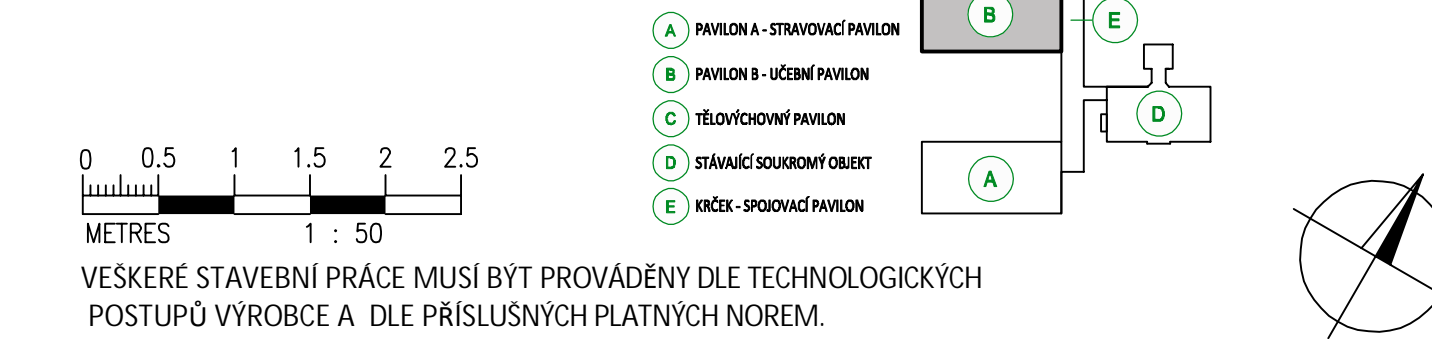 A PAVILON A - STRAVOVACÍ PAVILON
B PAVILON B - UČEBNÍ PAVILON
C TĚLOVÝCHOVNÝ PAVILON
D STÁVAJÍCÍ SOUKROMÝ OBJEKT
E KRČEK - SPOJOVACÍ PAVILON
B
E
D
A
0 0.5 1 1.5 2 2.5
METRES 1 : 50
VEŠKERÉ STAVEBNÍ PRÁCE MUSÍ BÝT PROVÁDĚNY DLE TECHNOLOGICKÝCH
POSTUPŮ VÝROBCE A DLE PŘÍSLUŠNÝCH PLATNÝCH NOREM.